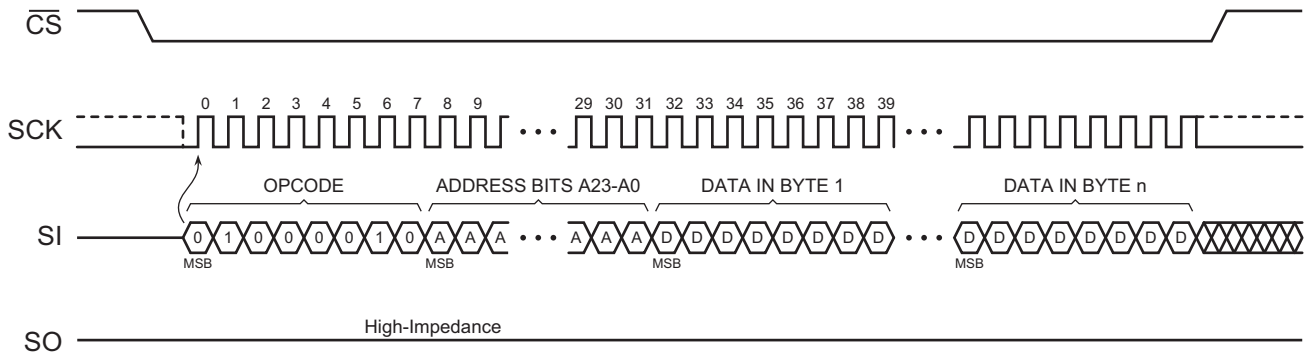 CS
0 1 2 3 4 5 6 7 8 9 29 30 31 32 33 34 35 36 37 38 39
SCK
OPCODE ADDRESS BITS A23-A0 DATA IN BYTE 1 DATA IN BYTE n
SI 0 1 0 0 0 0 1 0 A A A A A A D D D D D D D D D D D D D D D D
MSB MSB MSB MSB
High-Impedance
SO